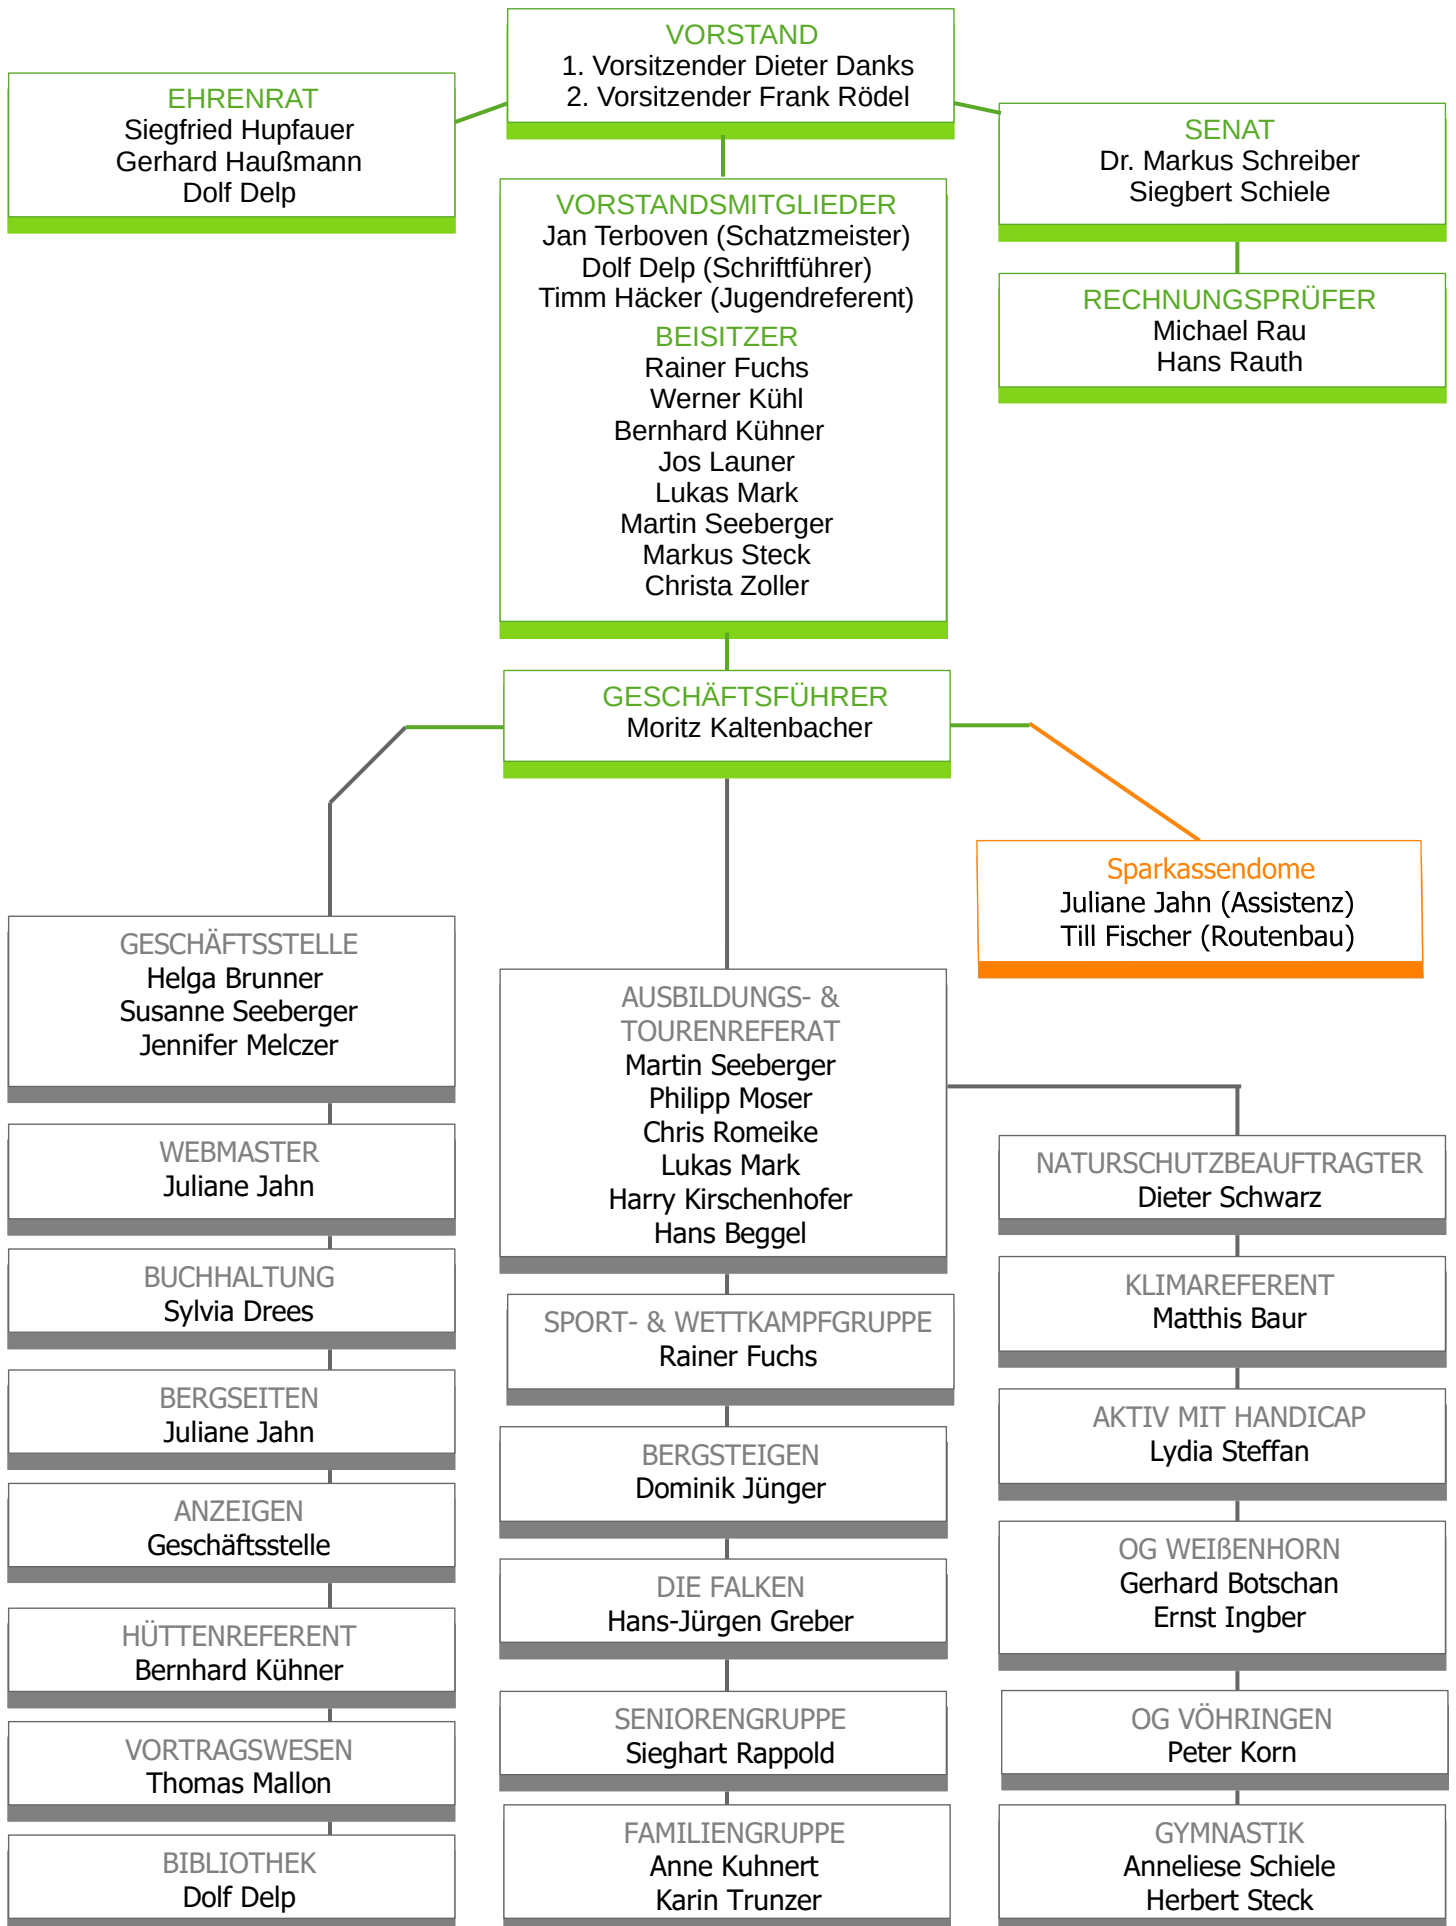 VORSTAND
1. Vorsitzender Dieter Danks
2. Vorsitzender Frank Rödel
EHRENRAT
Siegfried Hupfauer
Gerhard Haußmann
Dolf Delp
SENAT
Dr. Markus Schreiber
Siegbert Schiele
VORSTANDSMITGLIEDER
Jan Terboven (Schatzmeister)
Dolf Delp (Schriftführer)
Timm Häcker (Jugendreferent)
BEISITZER
Rainer Fuchs
Werner Kühl
Bernhard Kühner
Jos Launer
Lukas Mark
Martin Seeberger
Markus Steck
Christa Zoller
RECHNUNGSPRÜFER
Michael Rau
Hans Rauth
GESCHÄFTSFÜHRER
Moritz Kaltenbacher
Sparkassendome
Juliane Jahn (Assistenz)
Till Fischer (Routenbau)
GESCHÄFTSSTELLE
Helga Brunner
Susanne Seeberger
Jennifer Melczer
WEBMASTER
Juliane Jahn
BUCHHALTUNG
Sylvia Drees
BERGSEITEN
Juliane Jahn
ANZEIGEN
Geschäftsstelle
HÜTTENREFERENT
Bernhard Kühner
VORTRAGSWESEN
Thomas Mallon
BIBLIOTHEK
Dolf Delp
AUSBILDUNGS- &
TOURENREFERAT
Martin Seeberger
Philipp Moser
Chris Romeike
Lukas Mark
Harry Kirschenhofer
Hans Beggel
SPORT- & WETTKAMPFGRUPPE
Rainer Fuchs
BERGSTEIGEN
Dominik Jünger
DIE FALKEN
Hans-Jürgen Greber
SENIORENGRUPPE
Sieghart Rappold
FAMILIENGRUPPE
Anne Kuhnert
Karin Trunzer
NATURSCHUTZBEAUFTRAGTER
Dieter Schwarz
KLIMAREFERENT
Matthis Baur
AKTIV MIT HANDICAP
Lydia Steffan
OG WEIßENHORN
Gerhard Botschan
Ernst Ingber
OG VÖHRINGEN
Peter Korn
GYMNASTIK
Anneliese Schiele
Herbert Steck